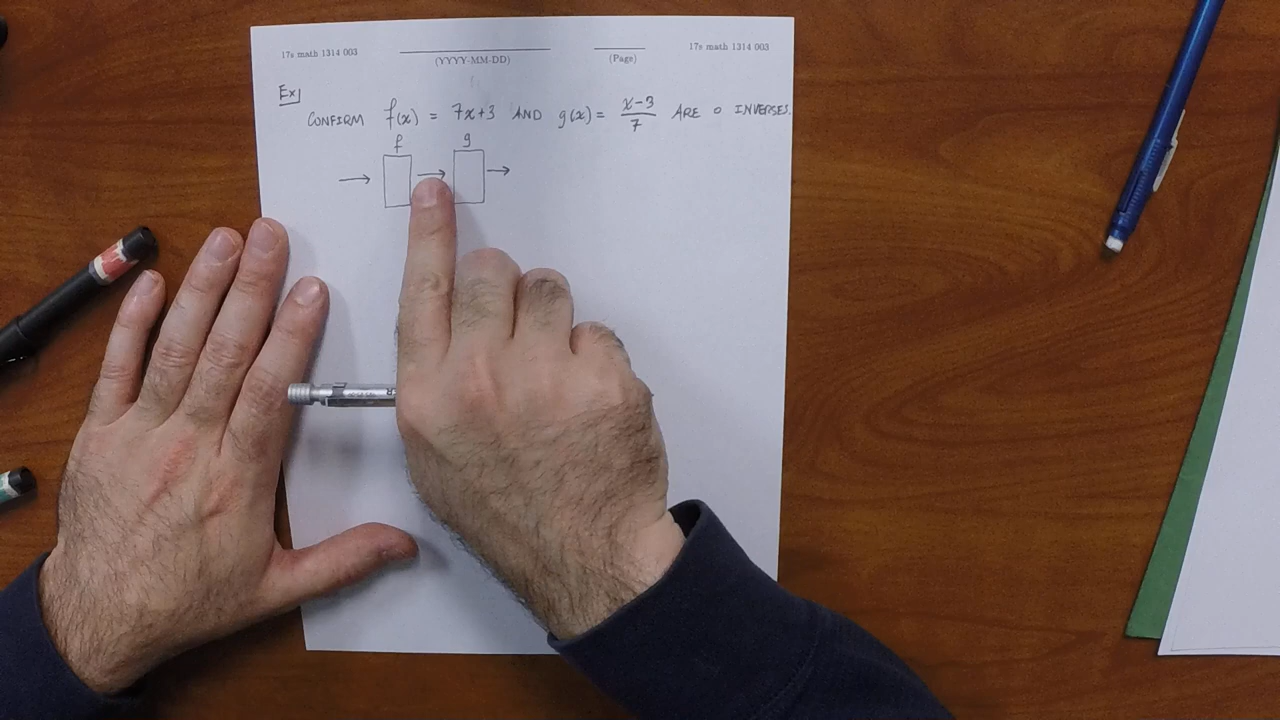 17s math 1314 003 (YYYY-MM-DD) (Page) 17s math 1314 003
Ex
CONFIRM f(x) = 7x+3 AND g(x) = x-3/7 ARE o INVERSES.
f g